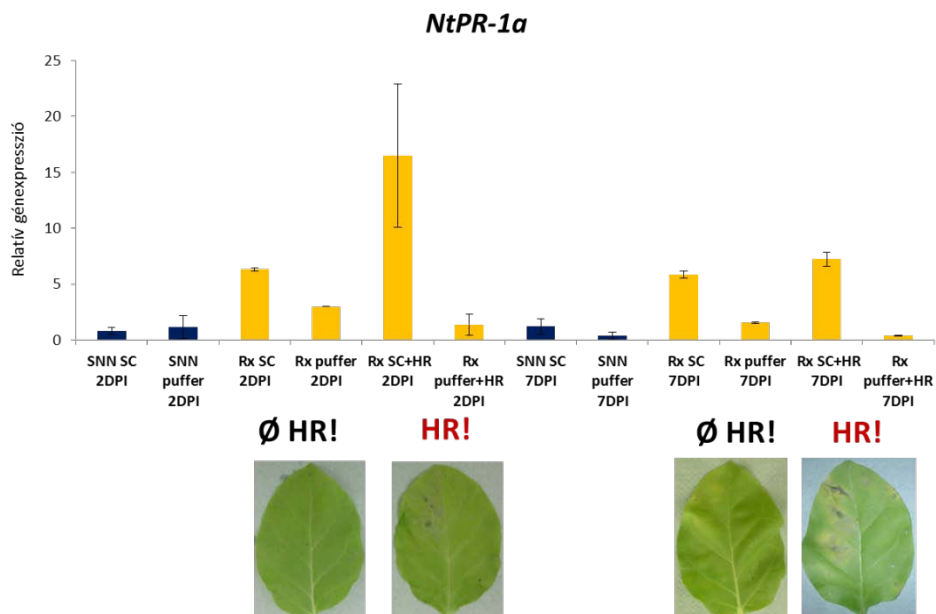 NtPR-1a
25
20
15
10
5
0
Relatív génexpresszió
SNN SC
2DPI
SNN
puffer
2DPI
Rx SC
2DPI
Rx puffer
2DPI
Rx SC+HR
2DPI
Rx
puffer+HR
2DPI
SNN SC
7DPI
SNN
puffer
7DPI
Rx SC
7DPI
Rx puffer
7DPI
Rx SC+HR
7DPI
Rx
puffer+HR
7DPI
Ø HR!
HR!
Ø HR!
HR!